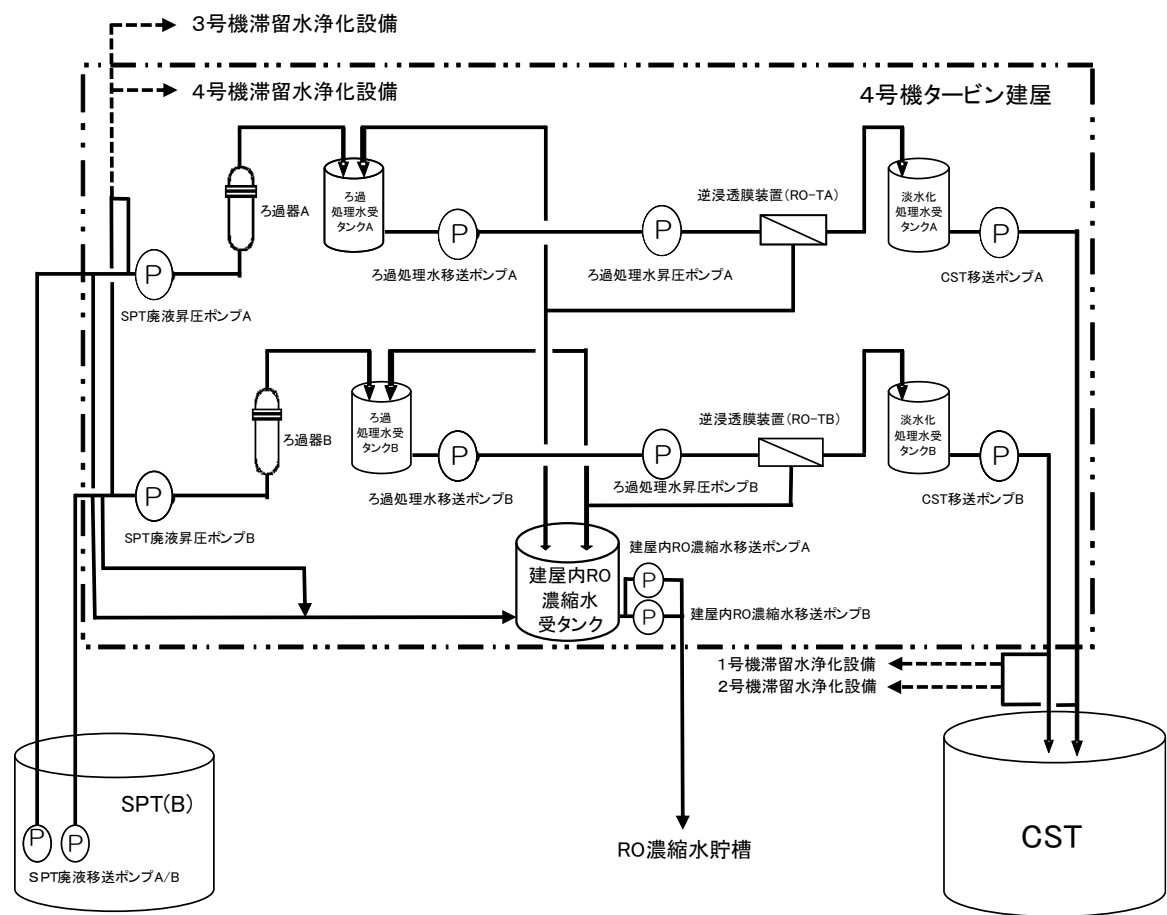 3号機滞留水浄化設備
4号機滞留水浄化設備
4号機タービン建屋
ろ過器A
ろ過
処理水受
タンクA
P
ろ過処理水移送ポンプA
P
ろ過処理水昇圧ポンプA
逆浸透膜装置(RO-TA)
淡水化
処理水受
タンクA
P
CST移送ポンプA
P
SPT廃液昇圧ポンプA
ろ過器B
ろ過
処理水受
タンクB
P
ろ過処理水移送ポンプB
P
ろ過処理水昇圧ポンプB
逆浸透膜装置(RO-TB)
淡水化
処理水受
タンクB
P
CST移送ポンプB
P
SPT廃液昇圧ポンプB
建屋内RO
濃縮水
受タンク
建屋内RO濃縮水移送ポンプA
P
P
建屋内RO濃縮水移送ポンプB
1号機滞留水浄化設備
2号機滞留水浄化設備
SPT(B)
P
P
SPT廃液移送ポンプA/B
RO濃縮水貯槽
CST